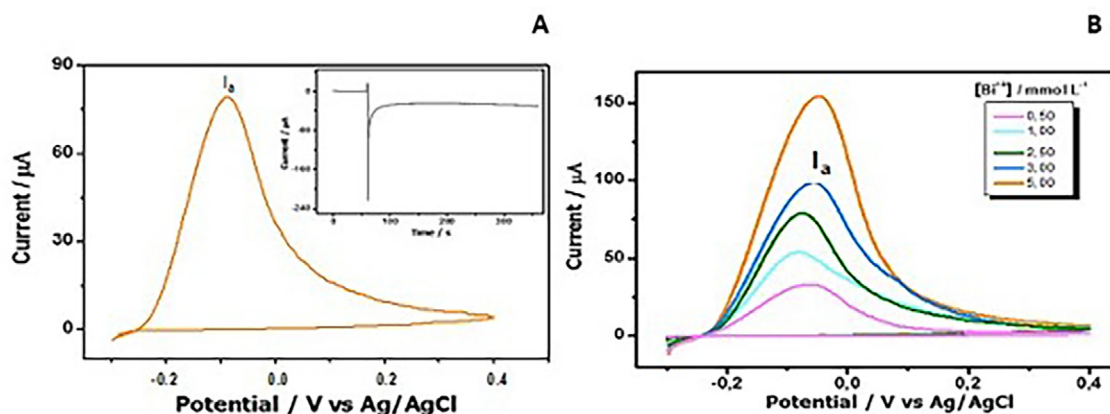 A
90
60
30
0
Current / µA
Iₐ
-0.2
0.0
0.2
0.4
Potential / V vs Ag/AgCl
0
-80
-160
-240
Current / µA
0
100
200
300
Time / s
B
150
100
50
0
Current / µA
Iₐ
[Bi³⁺] / mmol L⁻¹
0,50
1,00
2,50
3,00
5,00
-0,2
0,0
0,2
0,4
Potential / V vs Ag/AgCl